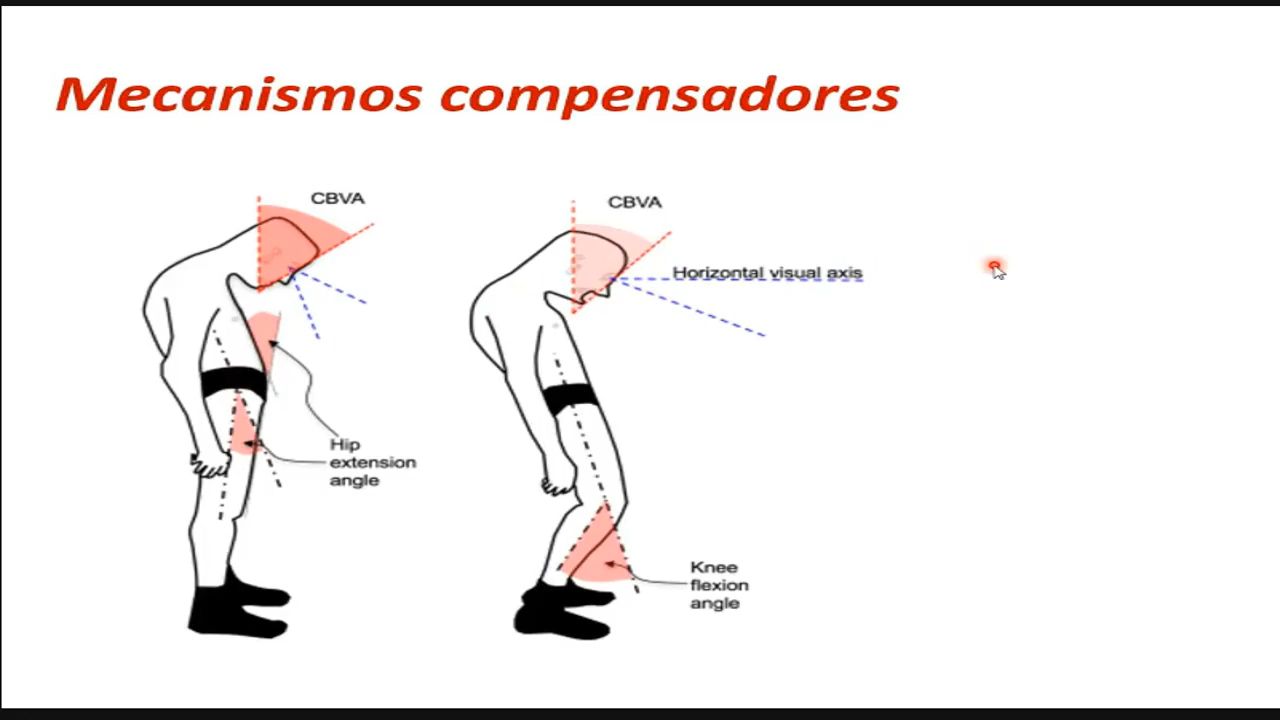 Mecanismos compensadores
CBVA
CBVA
Horizontal visual axis
Hip
extension
angle
Knee
flexion
angle